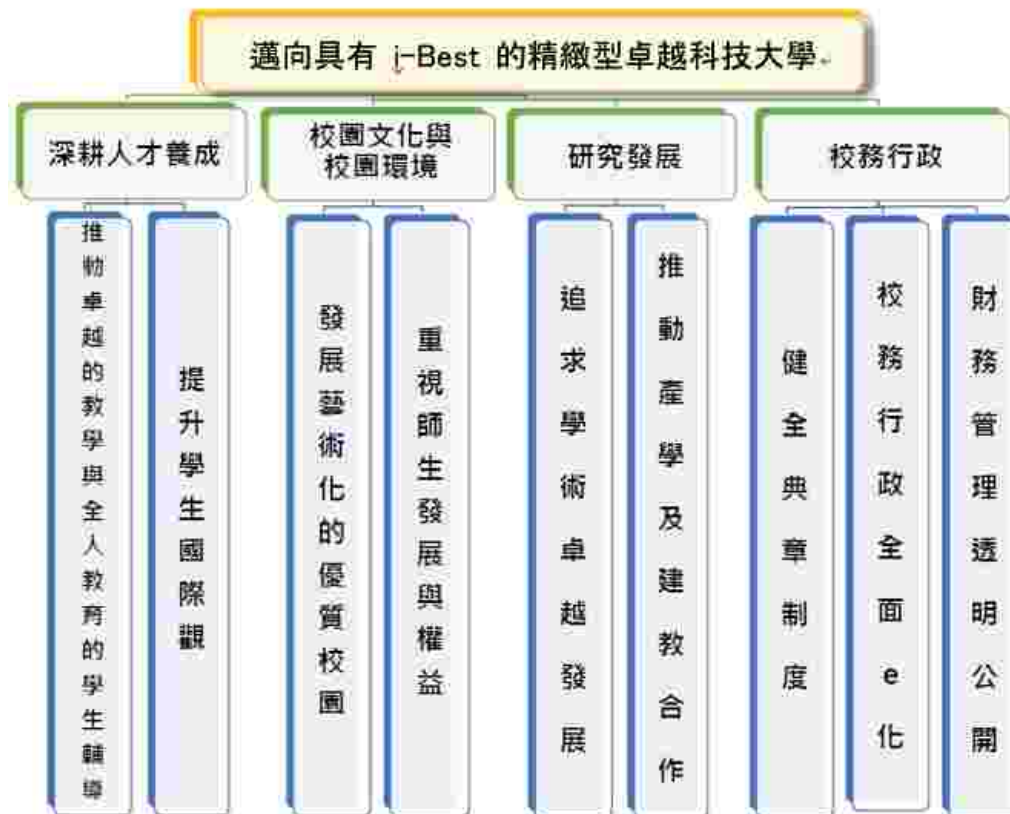 邁向具有 i-Best 的精緻型卓越科技大學
深耕人才養成
校園文化與
校園環境
研究發展
校務行政
推動卓越的教學與全人教育的學生輔導
提升學生國際觀
發展藝術化的優質校園
重視師生發展與權益
追求學術卓越發展
推動產學及建教合作
健全典章制度
校務行政全面e化
財務管理透明公開